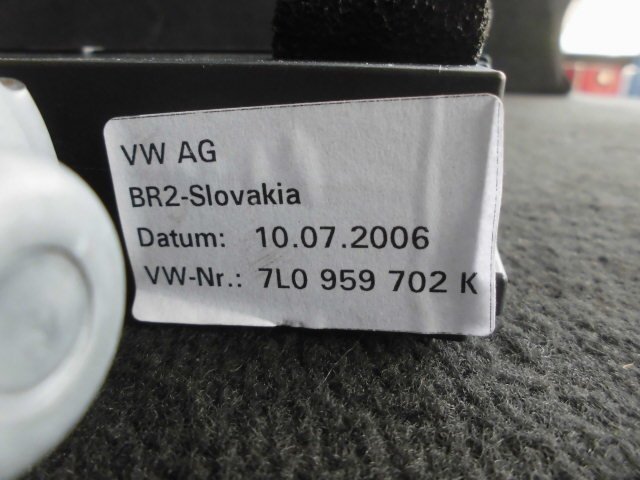 VW AG
BR2-Slovakia
Datum: 10.07.2006
VW-Nr.: 7L0 959 702 K